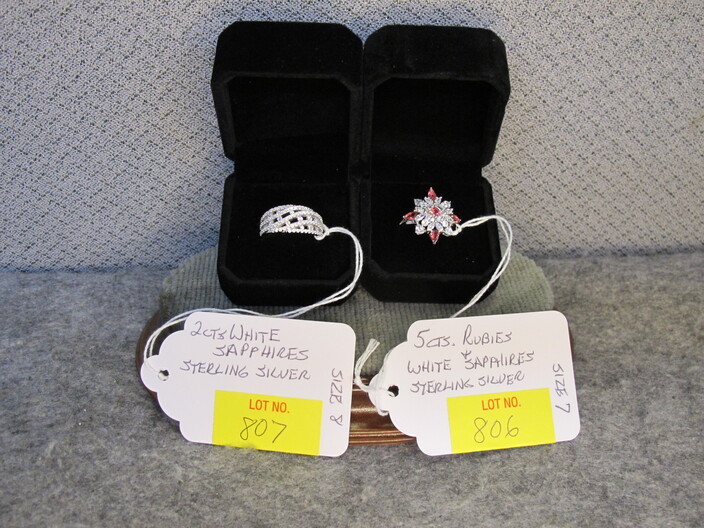 2CTS WHITE
SAPPHIRES
STERLING SILVER
SIZE 8
LOT NO.
807
5CTS. RUBIES
&
WHITE SAPPHIRES
STERLING SILVER
SIZE 7
LOT NO.
806